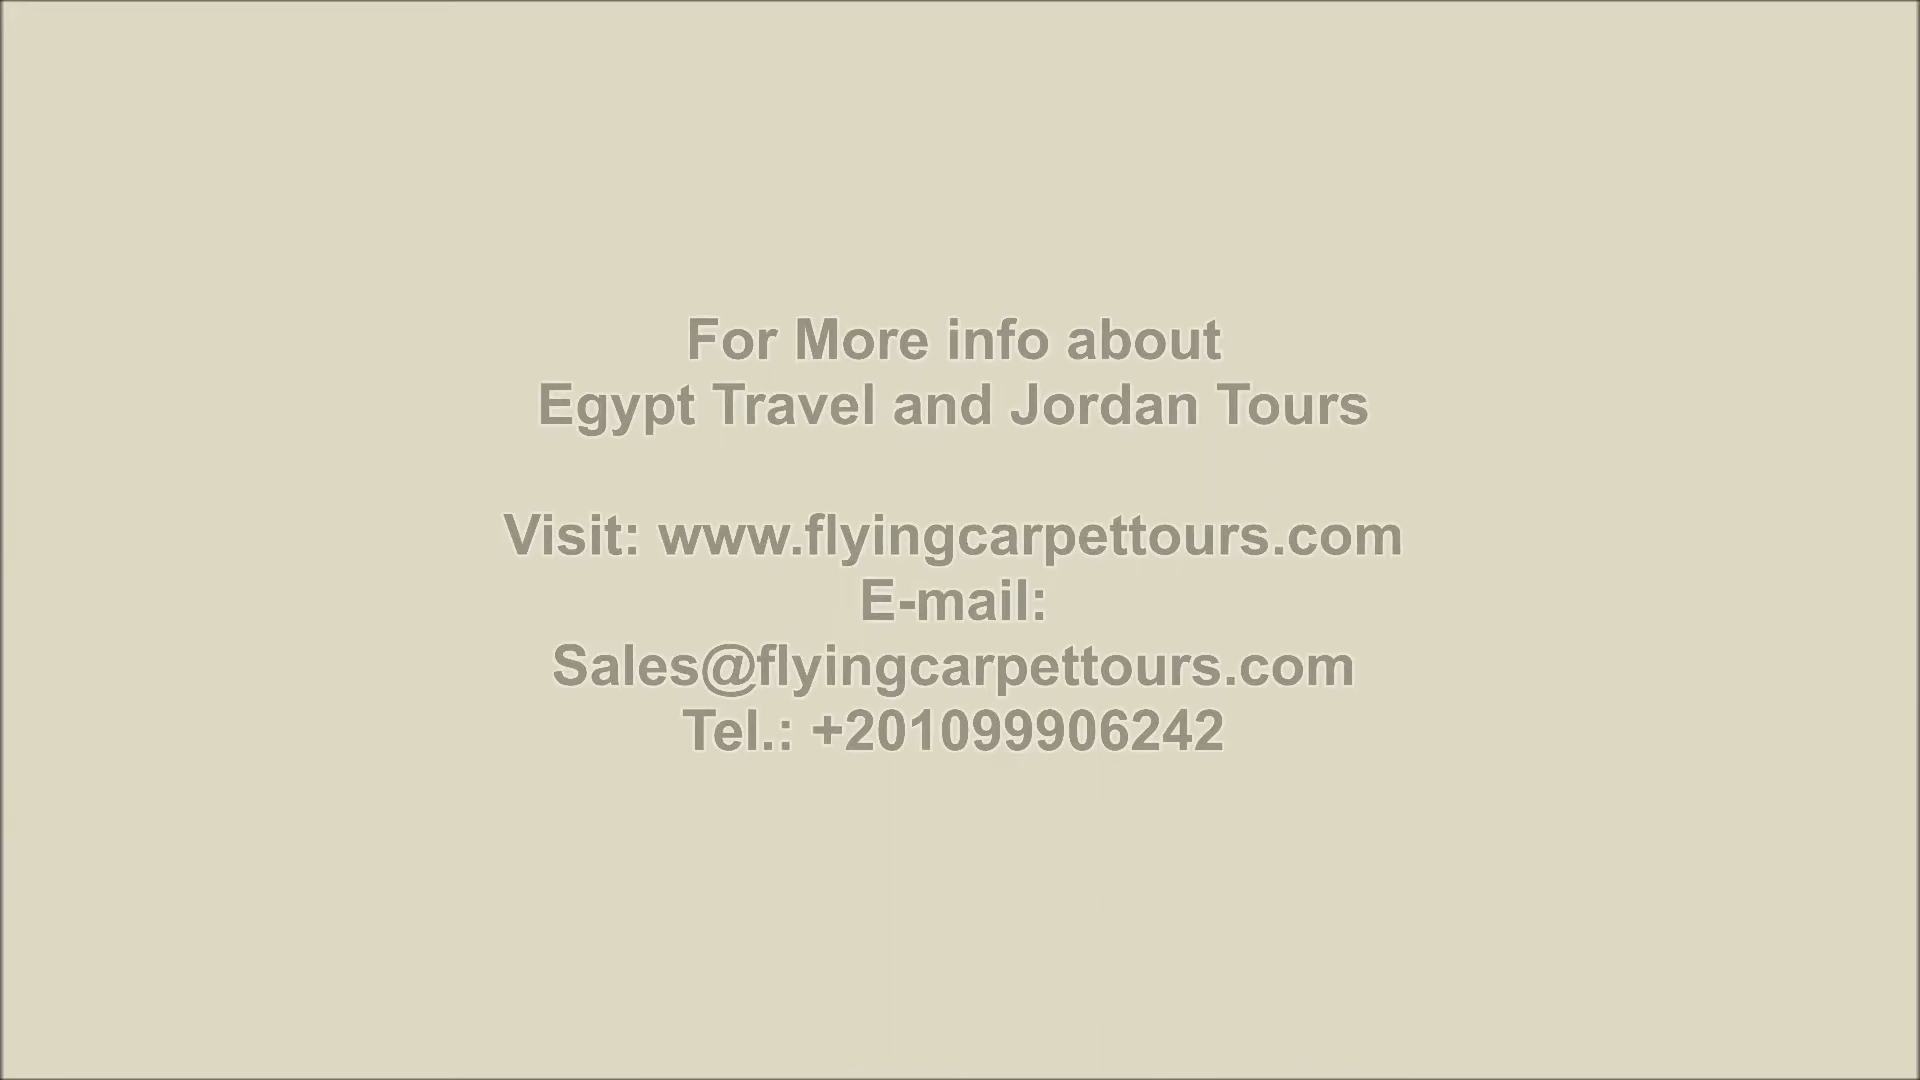 For More info about
Egypt Travel and Jordan Tours
Visit: www.flyingcarpettours.com
E-mail:
Sales@flyingcarpettours.com
Tel.: +201099906242